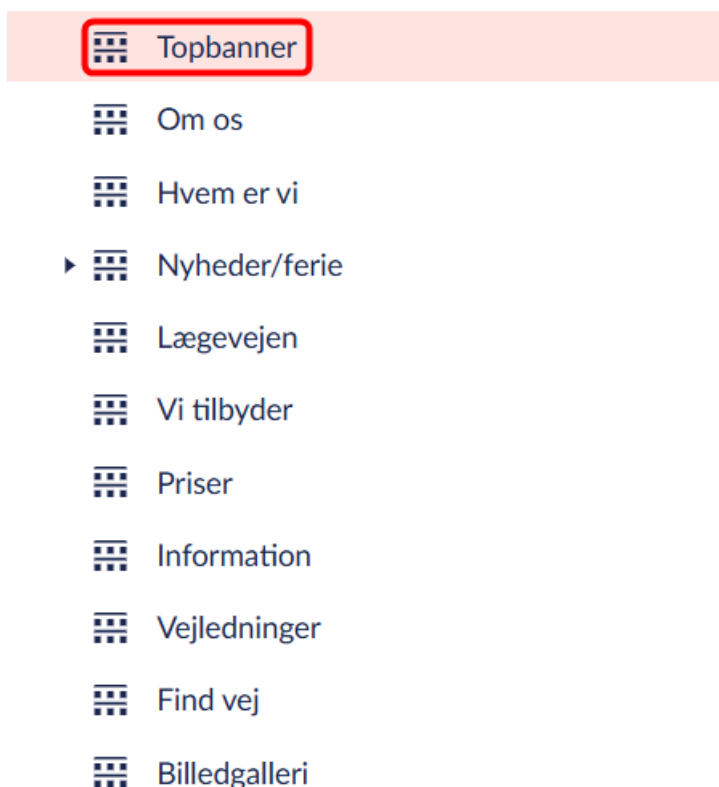 Topbanner
Om os
Hvem er vi
Nyheder/ferie
Lægevejen
Vi tilbyder
Priser
Information
Vejledninger
Find vej
Billedgalleri